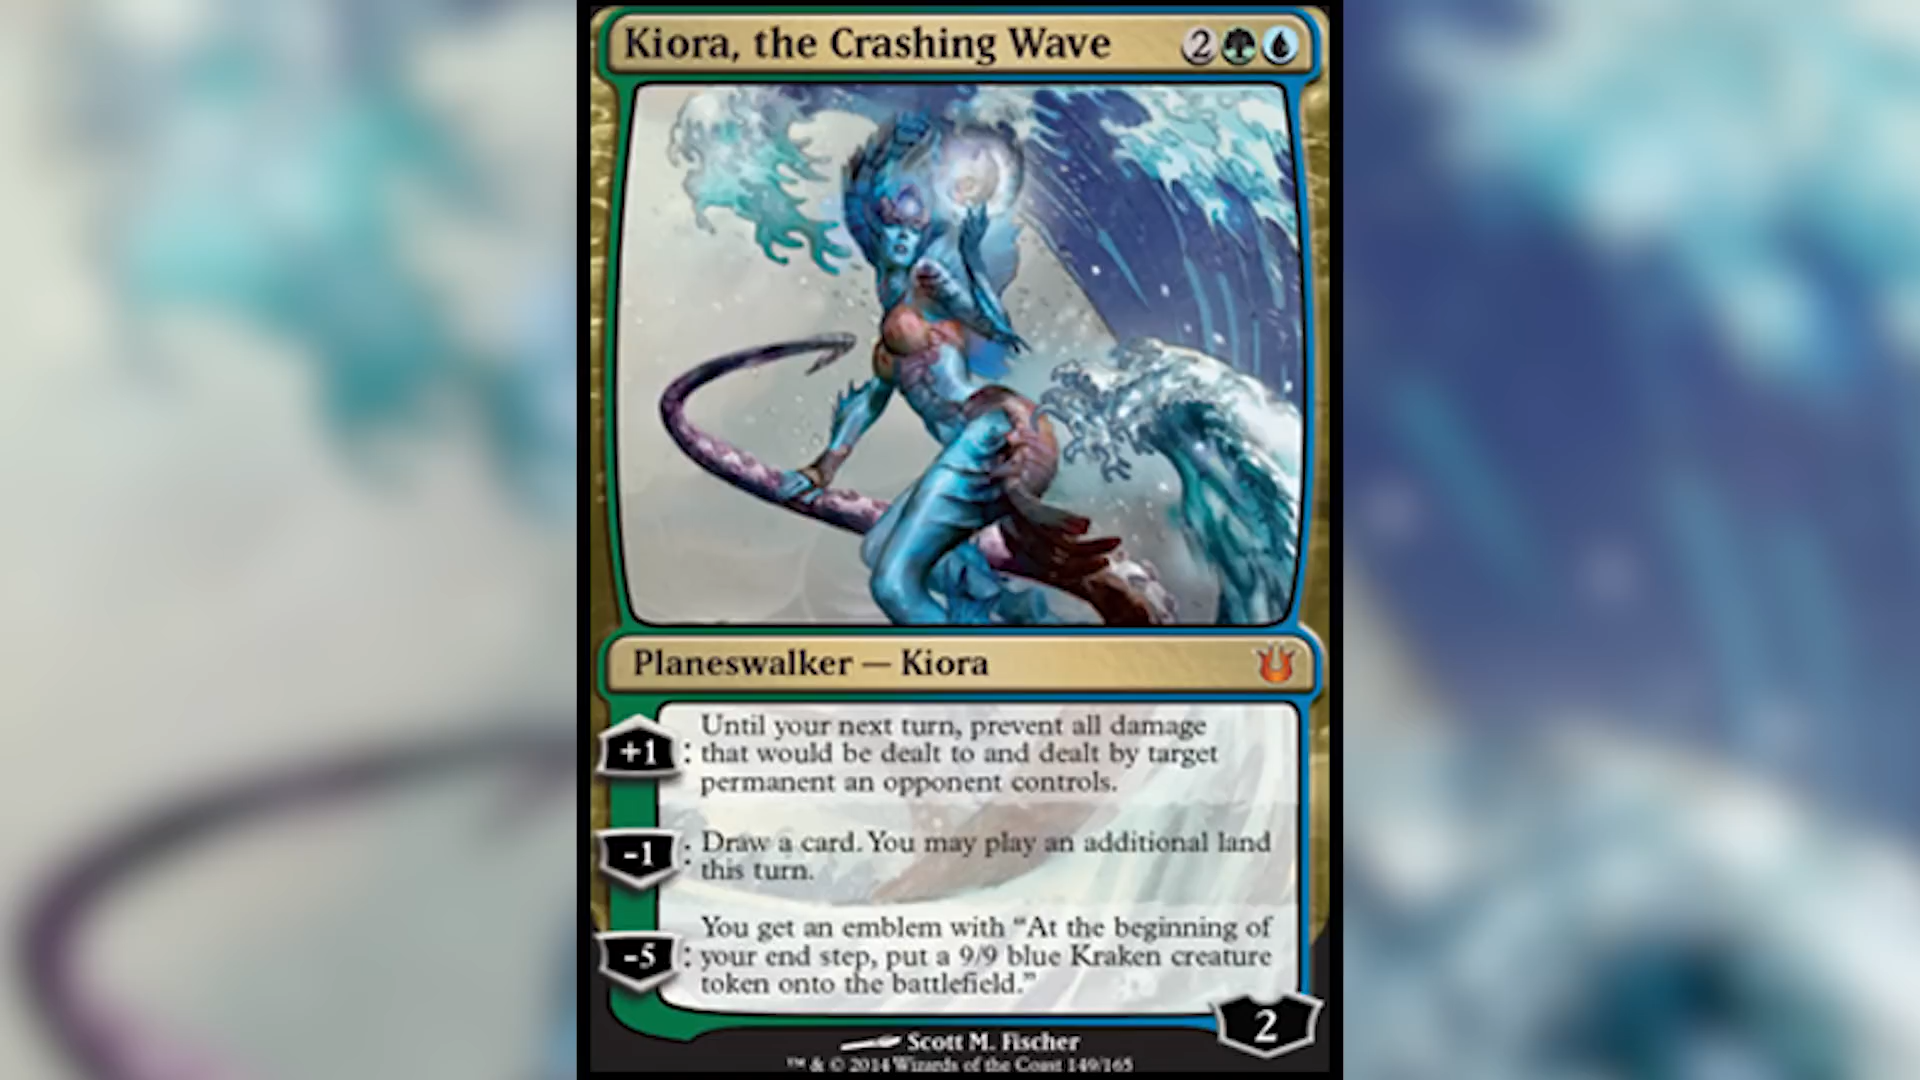 Kiora, the Crashing Wave 2
Planeswalker — Kiora
Until your next turn, prevent all damage
+1 : that would be dealt to and dealt by target
permanent an opponent controls.
-1 : Draw a card. You may play an additional land
this turn.
You get an emblem with “At the beginning of
-5 : your end step, put a 9/9 blue Kraken creature
token onto the battlefield.”
2
Scott M. Fischer
™ & © 2014 Wizards of the Coast 149/165